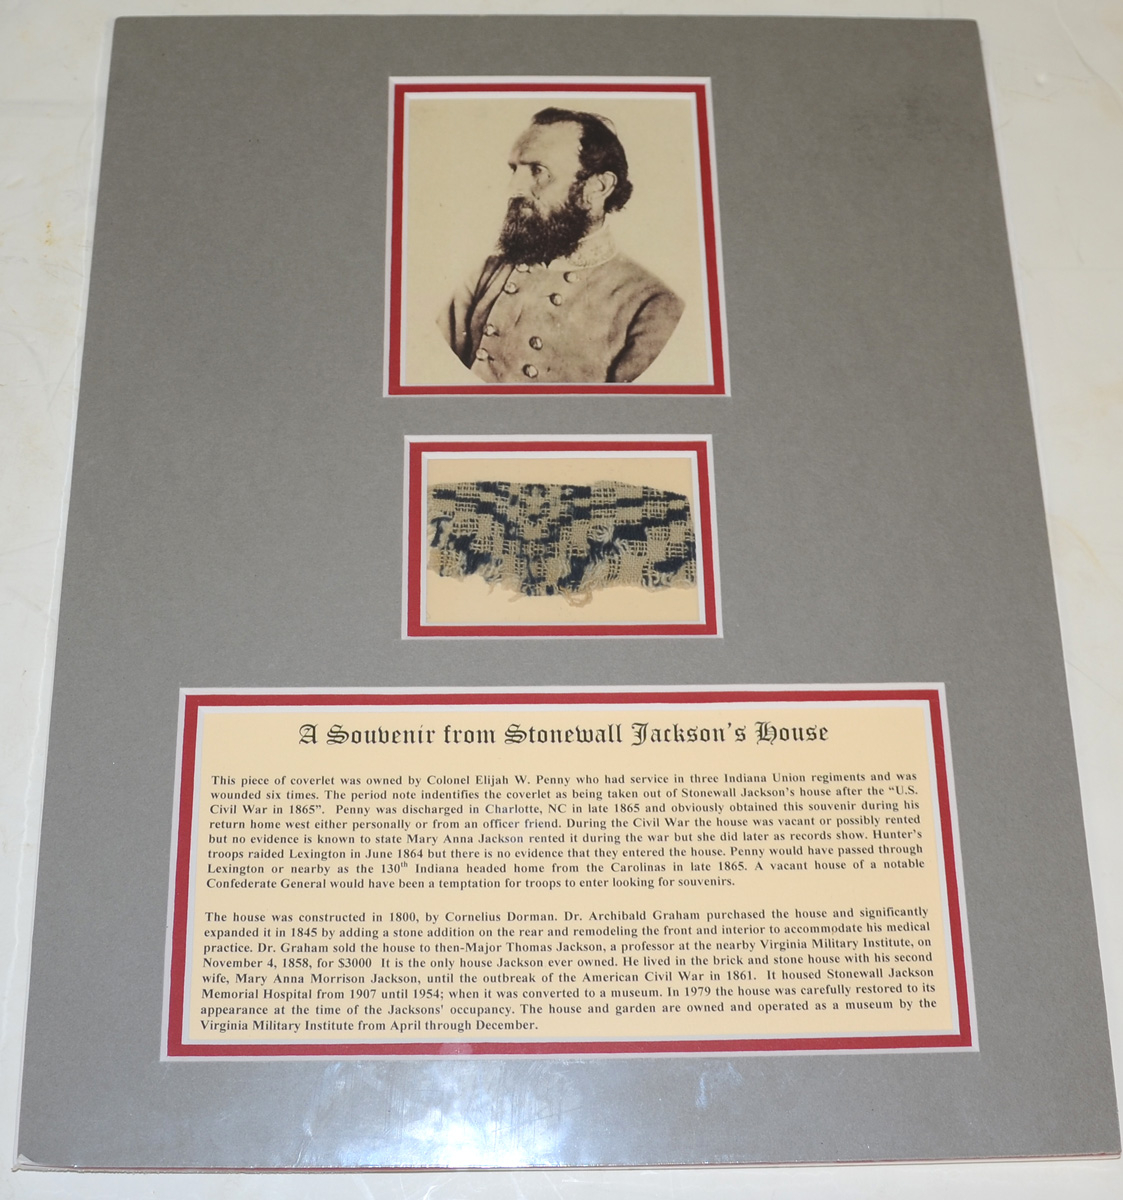 A Souvenir from Stonewall Jackson's House
This piece of coverlet was owned by Colonel Elijah W. Penny who had service in three Indiana Union regiments and was
wounded six times. The period note indentifies the coverlet as being taken out of Stonewall Jackson's house after the “U.S.
Civil War in 1865”. Penny was discharged in Charlotte, NC in late 1865 and obviously obtained this souvenir during his
return home west either personally or from an officer friend. During the Civil War the house was vacant or possibly rented
but no evidence is known to state Mary Anna Jackson rented it during the war but she did later as records show. Hunter's
troops raided Lexington in June 1864 but there is no evidence that they entered the house. Penny would have passed through
Lexington or nearby as the 130th Indiana headed home from the Carolinas in late 1865. A vacant house of a notable
Confederate General would have been a temptation for troops to enter looking for souvenirs.
The house was constructed in 1800, by Cornelius Dorman. Dr. Archibald Graham purchased the house and significantly
expanded it in 1845 by adding a stone addition on the rear and remodeling the front and interior to accommodate his medical
practice. Dr. Graham sold the house to then-Major Thomas Jackson, a professor at the nearby Virginia Military Institute, on
November 4, 1858, for $3000 It is the only house Jackson ever owned. He lived in the brick and stone house with his second
wife, Mary Anna Morrison Jackson, until the outbreak of the American Civil War in 1861. It housed Stonewall Jackson
Memorial Hospital from 1907 until 1954; when it was converted to a museum. In 1979 the house was carefully restored to its
appearance at the time of the Jacksons' occupancy. The house and garden are owned and operated as a museum by the
Virginia Military Institute from April through December.